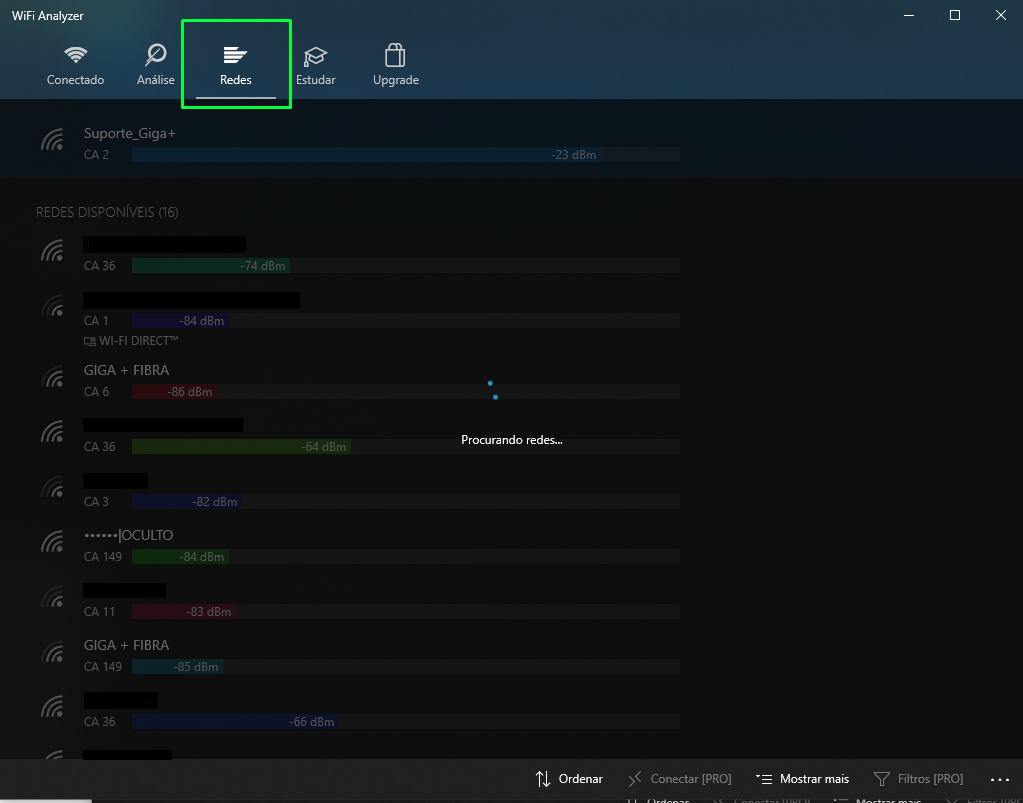 WiFi Analyzer
Conectado Análise Redes Estudar Upgrade
Suporte_Giga+
CA 2 -23 dBm
REDES DISPONÍVEIS (16)
CA 36 -74 dBm
CA 1 -84 dBm
WI-FI DIRECT™
GIGA + FIBRA
CA 6 -86 dBm
CA 36 -64 dBm
Procurando redes...
CA 3 -82 dBm
••••••|OCULTO
CA 149 -84 dBm
CA 11 -83 dBm
GIGA + FIBRA
CA 149 -85 dBm
CA 36 -66 dBm
Ordenar Conectar [PRO] Mostrar mais Filtros [PRO] ...